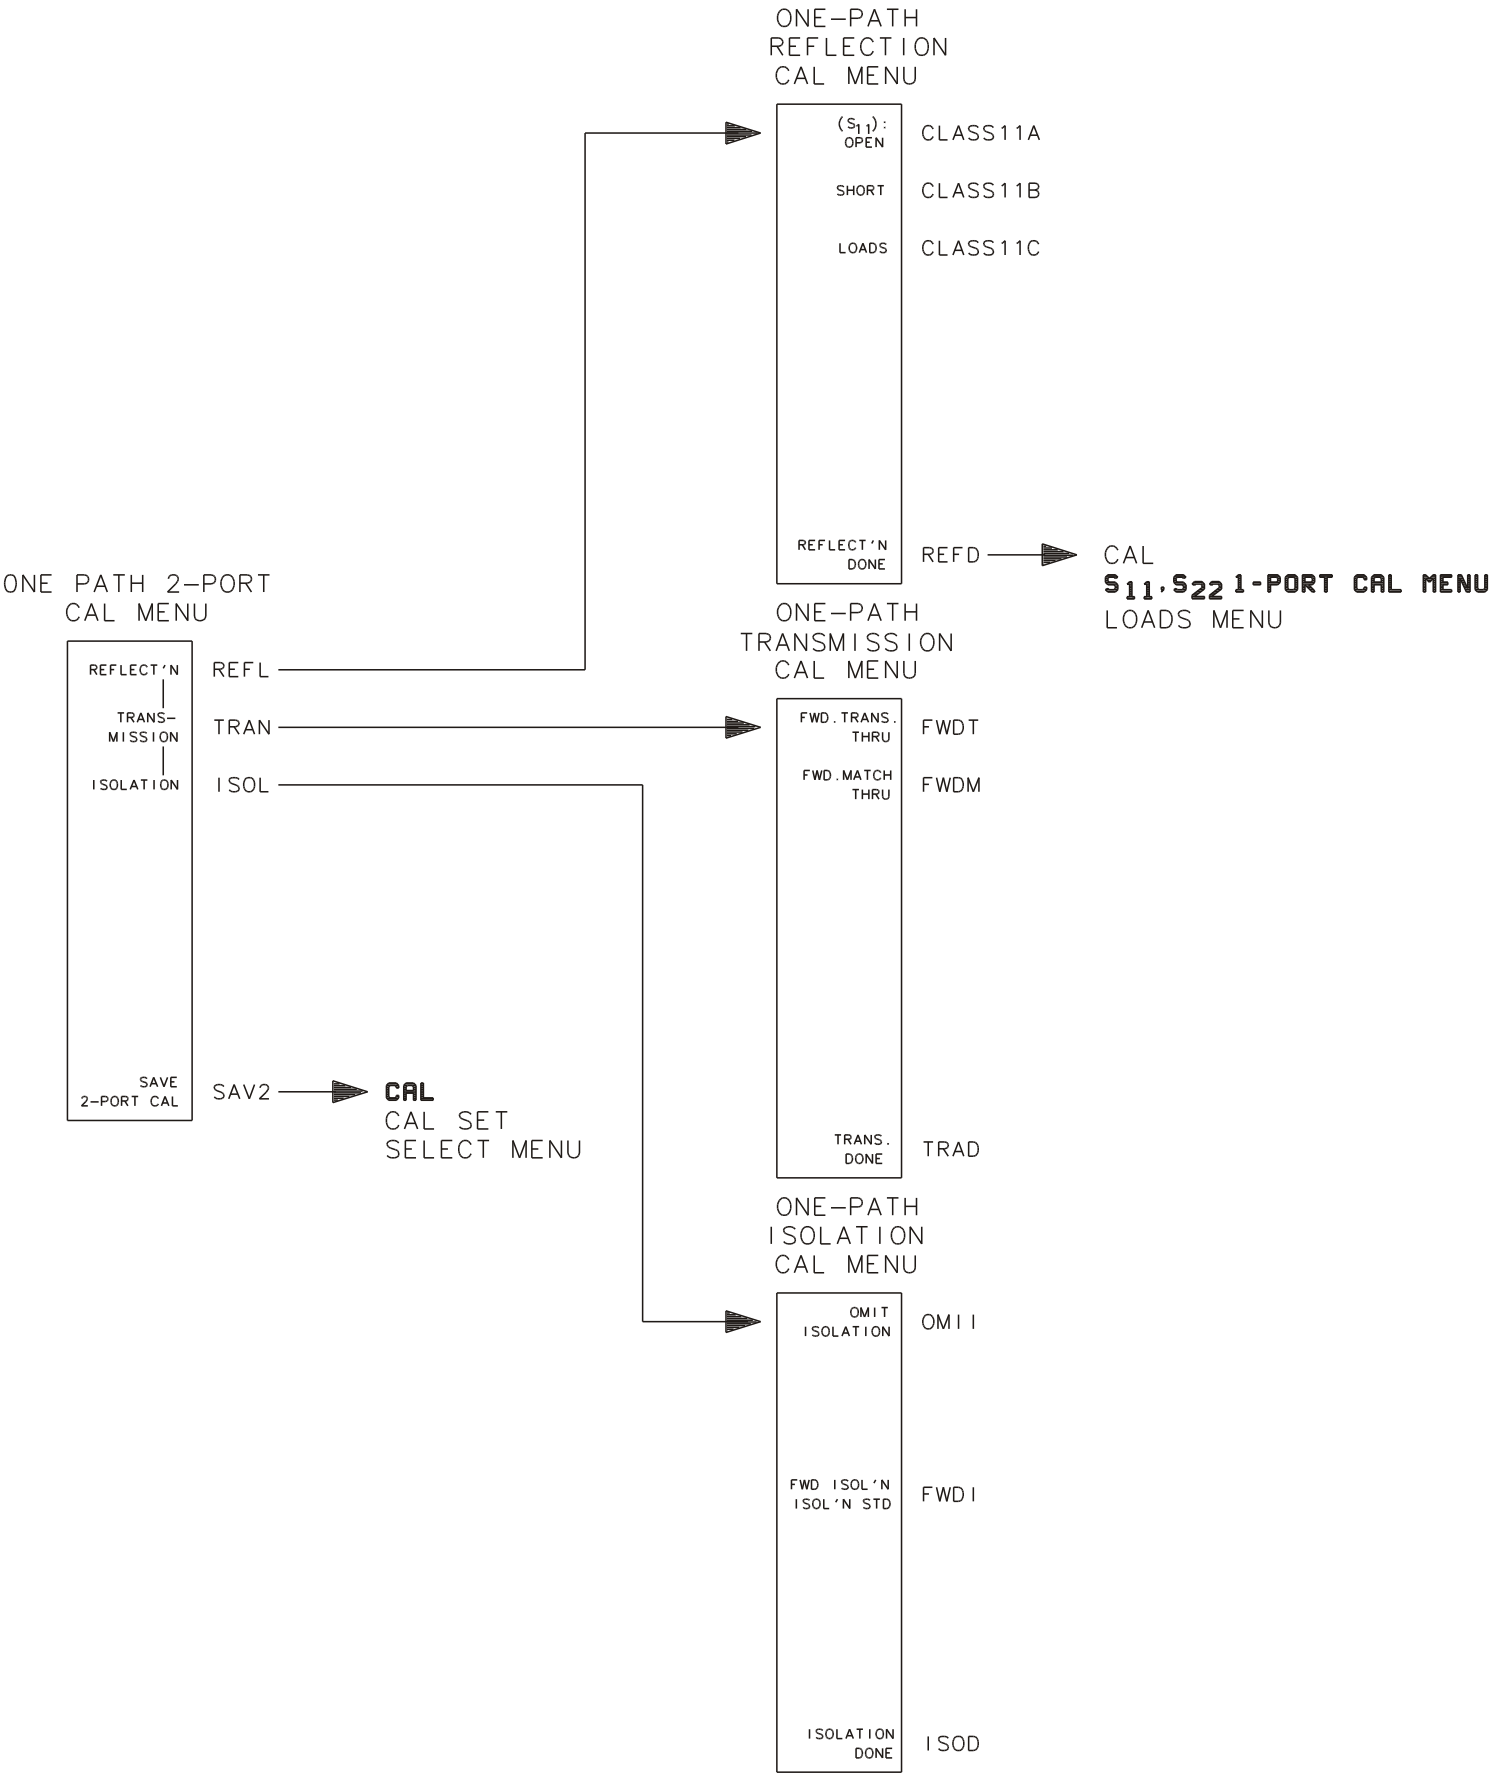 ONE–PATH
REFLECTION
CAL MENU
(S11):
OPEN
CLASS11A
SHORT
CLASS11B
LOADS
CLASS11C
REFLECT'N
DONE
REFD
CAL
S11,S22 1-PORT CAL MENU
LOADS MENU
ONE PATH 2–PORT
CAL MENU
REFLECT'N
REFL
TRANS–
MISSION
TRAN
ISOLATION
ISOL
SAVE
2–PORT CAL
SAV2
CAL
CAL SET
SELECT MENU
ONE–PATH
TRANSMISSION
CAL MENU
FWD.TRANS.
THRU
FWDT
FWD.MATCH
THRU
FWDM
TRANS.
DONE
TRAD
ONE–PATH
ISOLATION
CAL MENU
OMIT
ISOLATION
OMII
FWD ISOL'N
ISOL'N STD
FWDI
ISOLATION
DONE
ISOD